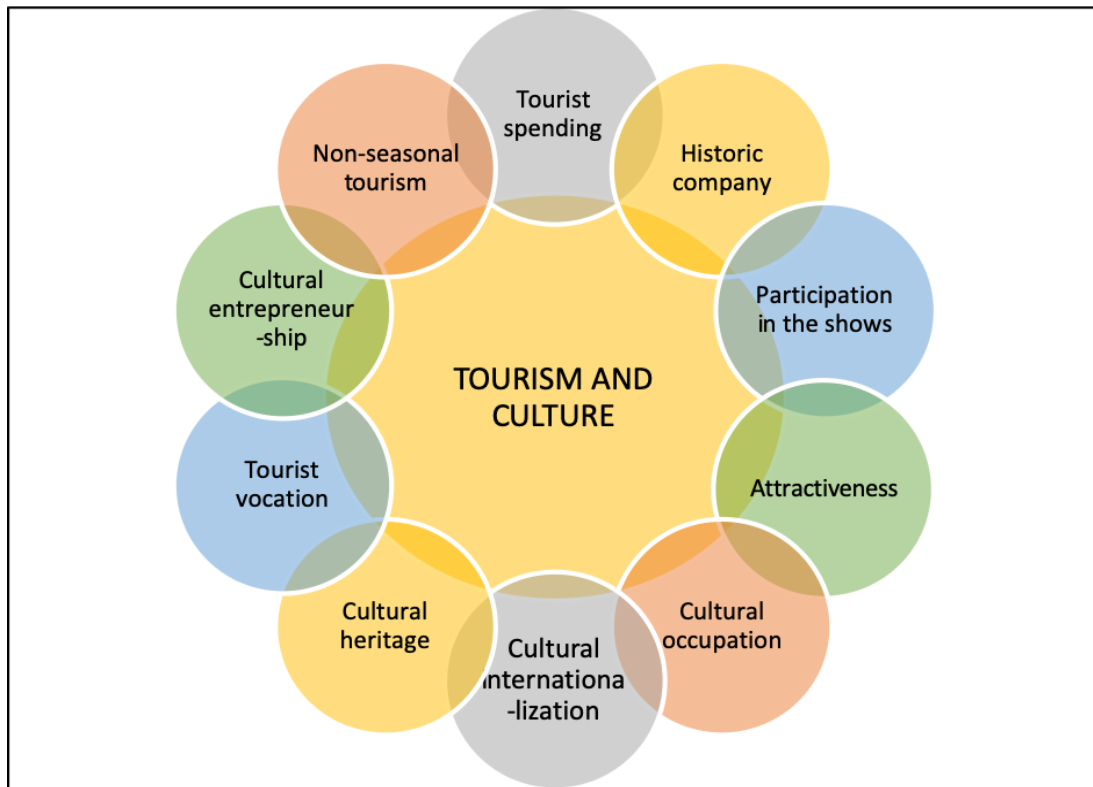 Tourist
spending
Historic
company
Participation
in the shows
Attractiveness
Cultural
occupation
Cultural
internationa
-lization
Cultural
heritage
Tourist
vocation
Cultural
entrepreneur
-ship
Non-seasonal
tourism
TOURISM AND
CULTURE